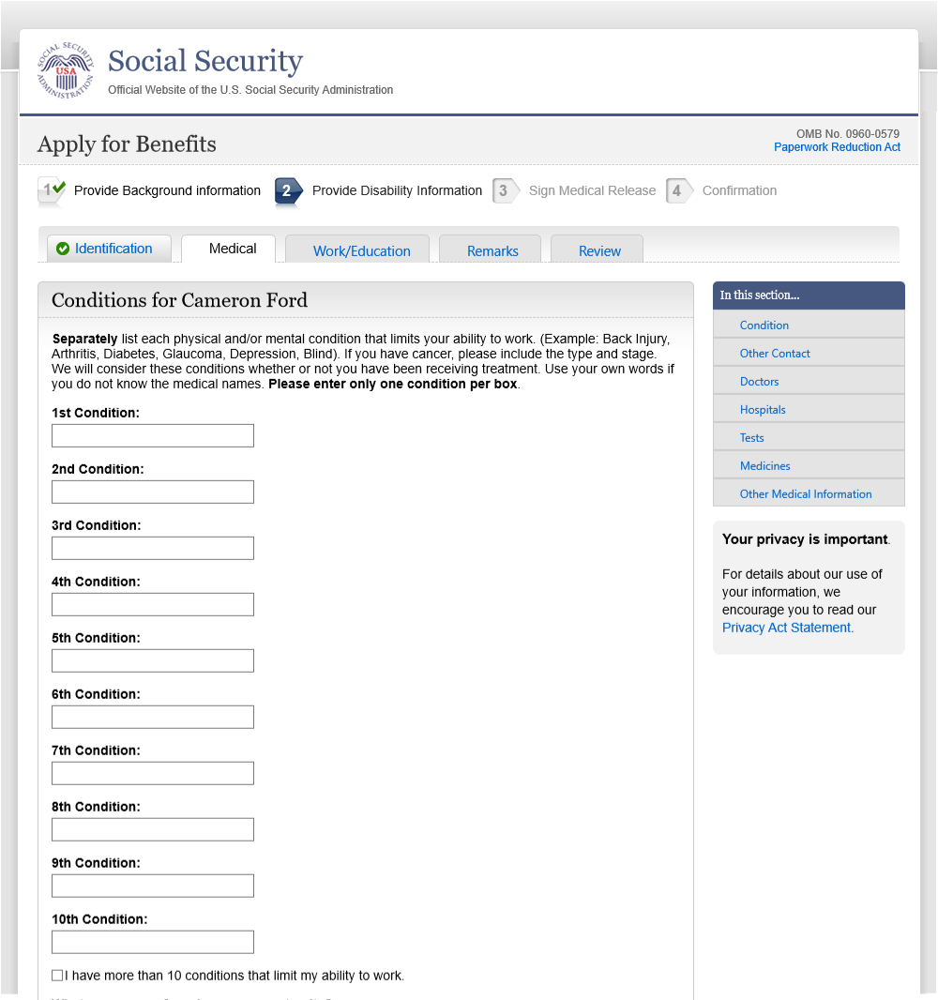 SOCIAL SECURITY ADMINISTRATION
USA
Social Security
Official Website of the U.S. Social Security Administration
Apply for Benefits
OMB No. 0960-0579
Paperwork Reduction Act
1 Provide Background information 2 Provide Disability Information 3 Sign Medical Release 4 Confirmation
Identification Medical Work/Education Remarks Review
Conditions for Cameron Ford
Separately list each physical and/or mental condition that limits your ability to work. (Example: Back Injury,
Arthritis, Diabetes, Glaucoma, Depression, Blind). If you have cancer, please include the type and stage.
We will consider these conditions whether or not you have been receiving treatment. Use your own words if
you do not know the medical names. Please enter only one condition per box.
1st Condition:
2nd Condition:
3rd Condition:
4th Condition:
5th Condition:
6th Condition:
7th Condition:
8th Condition:
9th Condition:
10th Condition:
I have more than 10 conditions that limit my ability to work.
In this section...
Condition
Other Contact
Doctors
Hospitals
Tests
Medicines
Other Medical Information
Your privacy is important.
For details about our use of
your information, we
encourage you to read our
Privacy Act Statement.